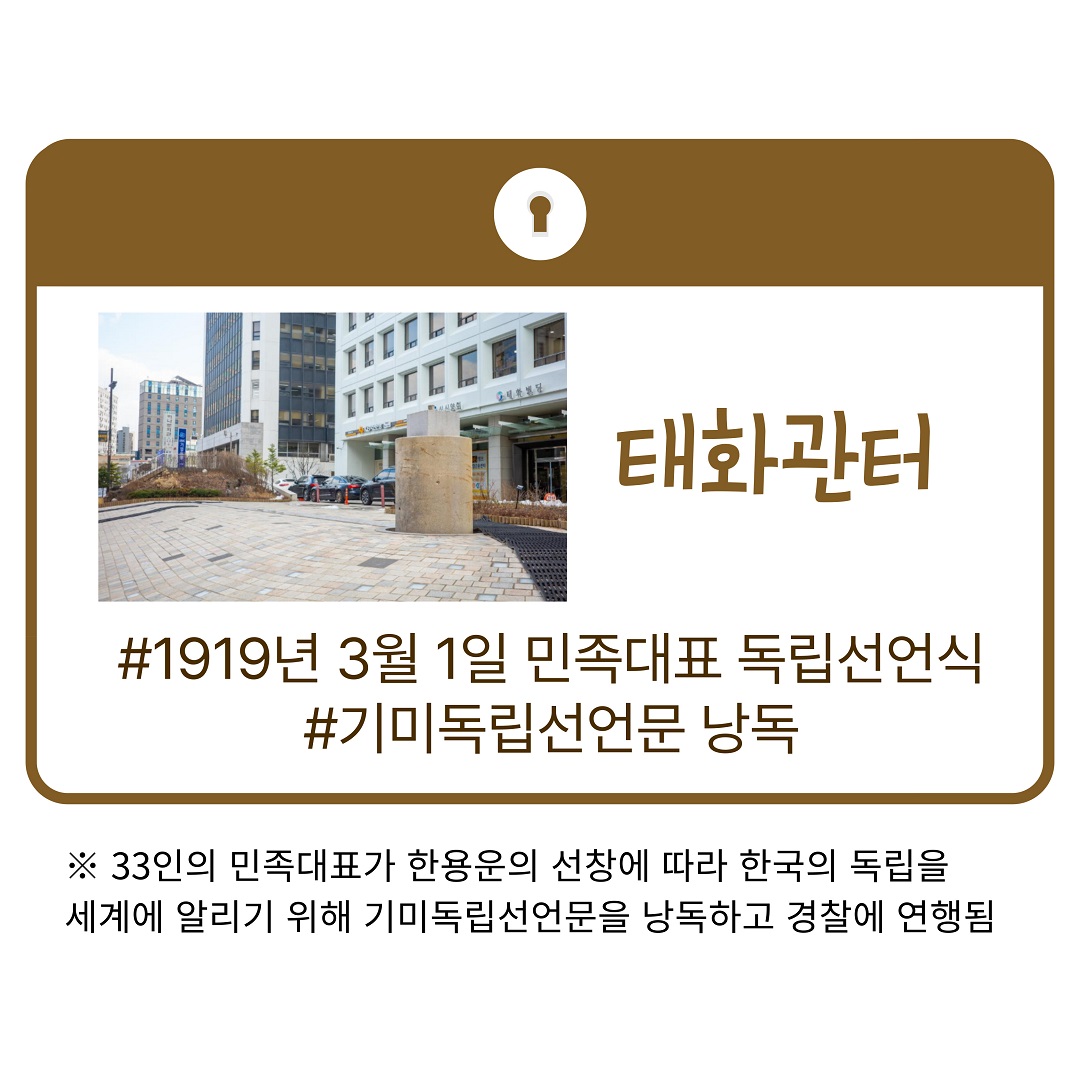 태화빌딩
태화관터
#1919년 3월 1일 민족대표 독립선언식
#기미독립선언문 낭독
※ 33인의 민족대표가 한용운의 선창에 따라 한국의 독립을
세계에 알리기 위해 기미독립선언문을 낭독하고 경찰에 연행됨